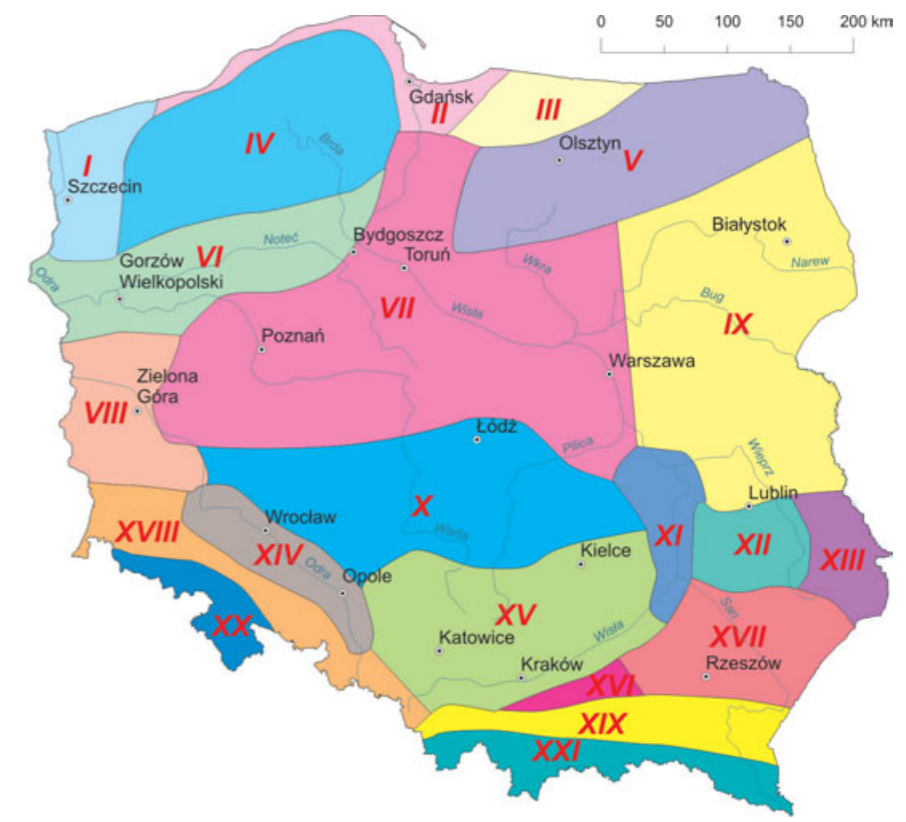 0 50 100 150 200 km
Gdańsk
II
III
IV
Brda
Olsztyn
V
I
Szczecin
Białystok
Bydgoszcz
Noteć
VI
Toruń
Gorzów
Wielkopolski
Odra
Wkra
Narew
Bug
VII
Wisła
IX
Poznań
Warszawa
Zielona
Góra
VIII
Łódź
Pilica
Wieprz
Lublin
X
Wrocław
XVIII
Warta
XI
XII
XIII
XIV
Odra
Kielce
Opole
XV
San
XX
Katowice
Wisła
XVII
Kraków
Rzeszów
XVI
XIX
XXI